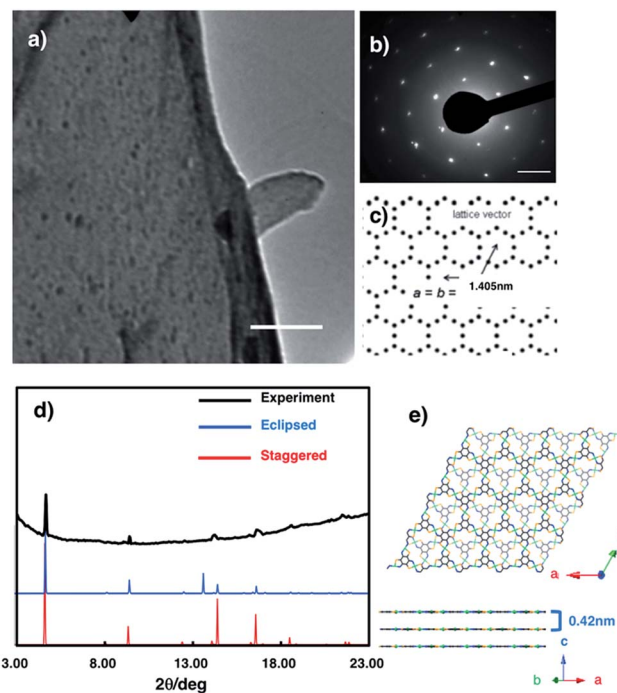 a)
b)
c)
lattice vector
a = b =
1.405nm
d)
Experiment
Eclipsed
Staggered
3.00 8.00 13.00 18.00 23.00
2θ/deg
e)
a
0.42nm
c
b a